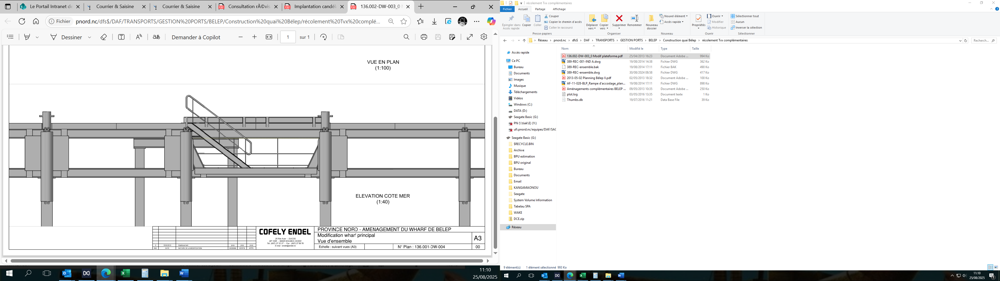 Le Portail Intranet de
Courrier & Saisine
Courrier & Saisine
Consultation rÃ©vis
Implantation candéla
136.002-DW-003_0 M
Fichier
pnord.nc/dfs$/DAF/TRANSPORTS/GESTION%20PORTS/BELEP/Construction%20quai%20Bélep/récolement%20Tvx%20complé...
Dessiner
Demander à Copilot
1
sur 1
VUE EN PLAN
(1:100)
ELEVATION COTE MER
(1:40)
COFELY ENDEL
25 Rue Auer - DUCOS
BP 1065 - 98845 NOUMEA CEDEX
Tél. (687) 27 22 27 - Fax : (687) 27 56 76
E-mail : endel@endel.nc
PROVINCE NORD - AMENAGEMENT DU WHARF DE BELEP
Modification wharf principal
Vue d'ensemble
A3
Echelle : suivant vues (A3)
N° Plan : 136.001-DW-004
00
IND. DATE NATURE DE LA MODIFICATION DESSINE VERIFIE APPR.
11:10
25/08/2025
récolement Tvx complémentaires
Fichier
Accueil
Partage
Affichage
Épingler dans Accès rapide
Copier
Coller
Couper
Copier le chemin d'accès
Coller le raccourci
Presse-papiers
Déplacer vers
Copier vers
Supprimer
Renommer
Organiser
Nouveau dossier
Nouvel élément
Accès rapide
Nouveau
Propriétés
Ouvrir
Modifier
Historique
Ouvrir
Sélectionner tout
Aucun
Inverser la sélection
Sélectionner
Réseau > pnord.nc > dfs$ > DAF > TRANSPORTS > GESTION PORTS > BELEP > Construction quai Bélep > récolement Tvx complémentaires
Recherch...
Accès rapide
Ce PC
Bureau
Documents
Images
Musique
Téléchargements
Vidéos
Windows (C:)
DATA (D:)
Seagate Basic (G:)
PN (\\tiak\E) (Y:)
ufi.pnord.nc/equipes/DAF/SAC
Seagate Basic (G:)
$RECYCLE.BIN
Archive
BPU estimation
BPU original
Bureau
Documents
Email
KANGAMAONOU
Seagate
System Volume Information
Tabelau SPA
WAKE
DCE.zip
Réseau
Nom Modifié le Type Taille
136.002-DW-003_0 Modif plateforme.pdf 25/04/2013 16:23 Document Adobe ... 994 Ko
389-REC-001-IND A.dwg 19/08/2014 14:38 Fichier DWG 362 Ko
389-REC-ensemble.bak 19/08/2014 17:11 Fichier BAK 490 Ko
389-REC-ensemble.dwg 30/08/2024 08:58 Fichier DWG 417 Ko
2013-05-02 Planning Bélep II.pdf 02/05/2013 18:32 Document Adobe ... 100 Ko
AF-11-028-BLP_Rampe d'accostage_plan... 19/08/2014 17:11 Fichier DWG 898 Ko
Aménagements complémentaires BELEP ... 09/05/2013 10:35 Document Adobe ... 250 Ko
plot.log 03/05/2016 13:35 Document texte 1 Ko
Thumbs.db 19/07/2016 11:21 Data Base File 39 Ko
9 élément(s) 1 élément sélectionné 993 Ko
11:10
25/08/2025